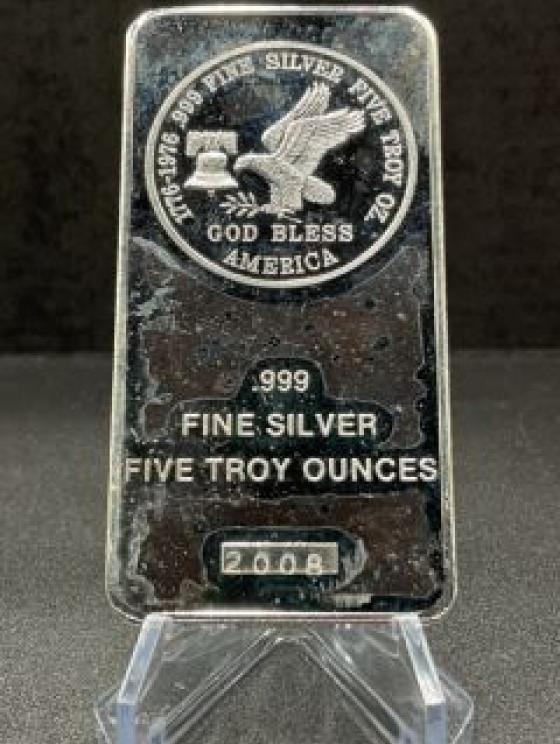 1776-1976 .999 FINE SILVER FIVE TROY OZ.
GOD BLESS
AMERICA
.999
FINE SILVER
FIVE TROY OUNCES
2008